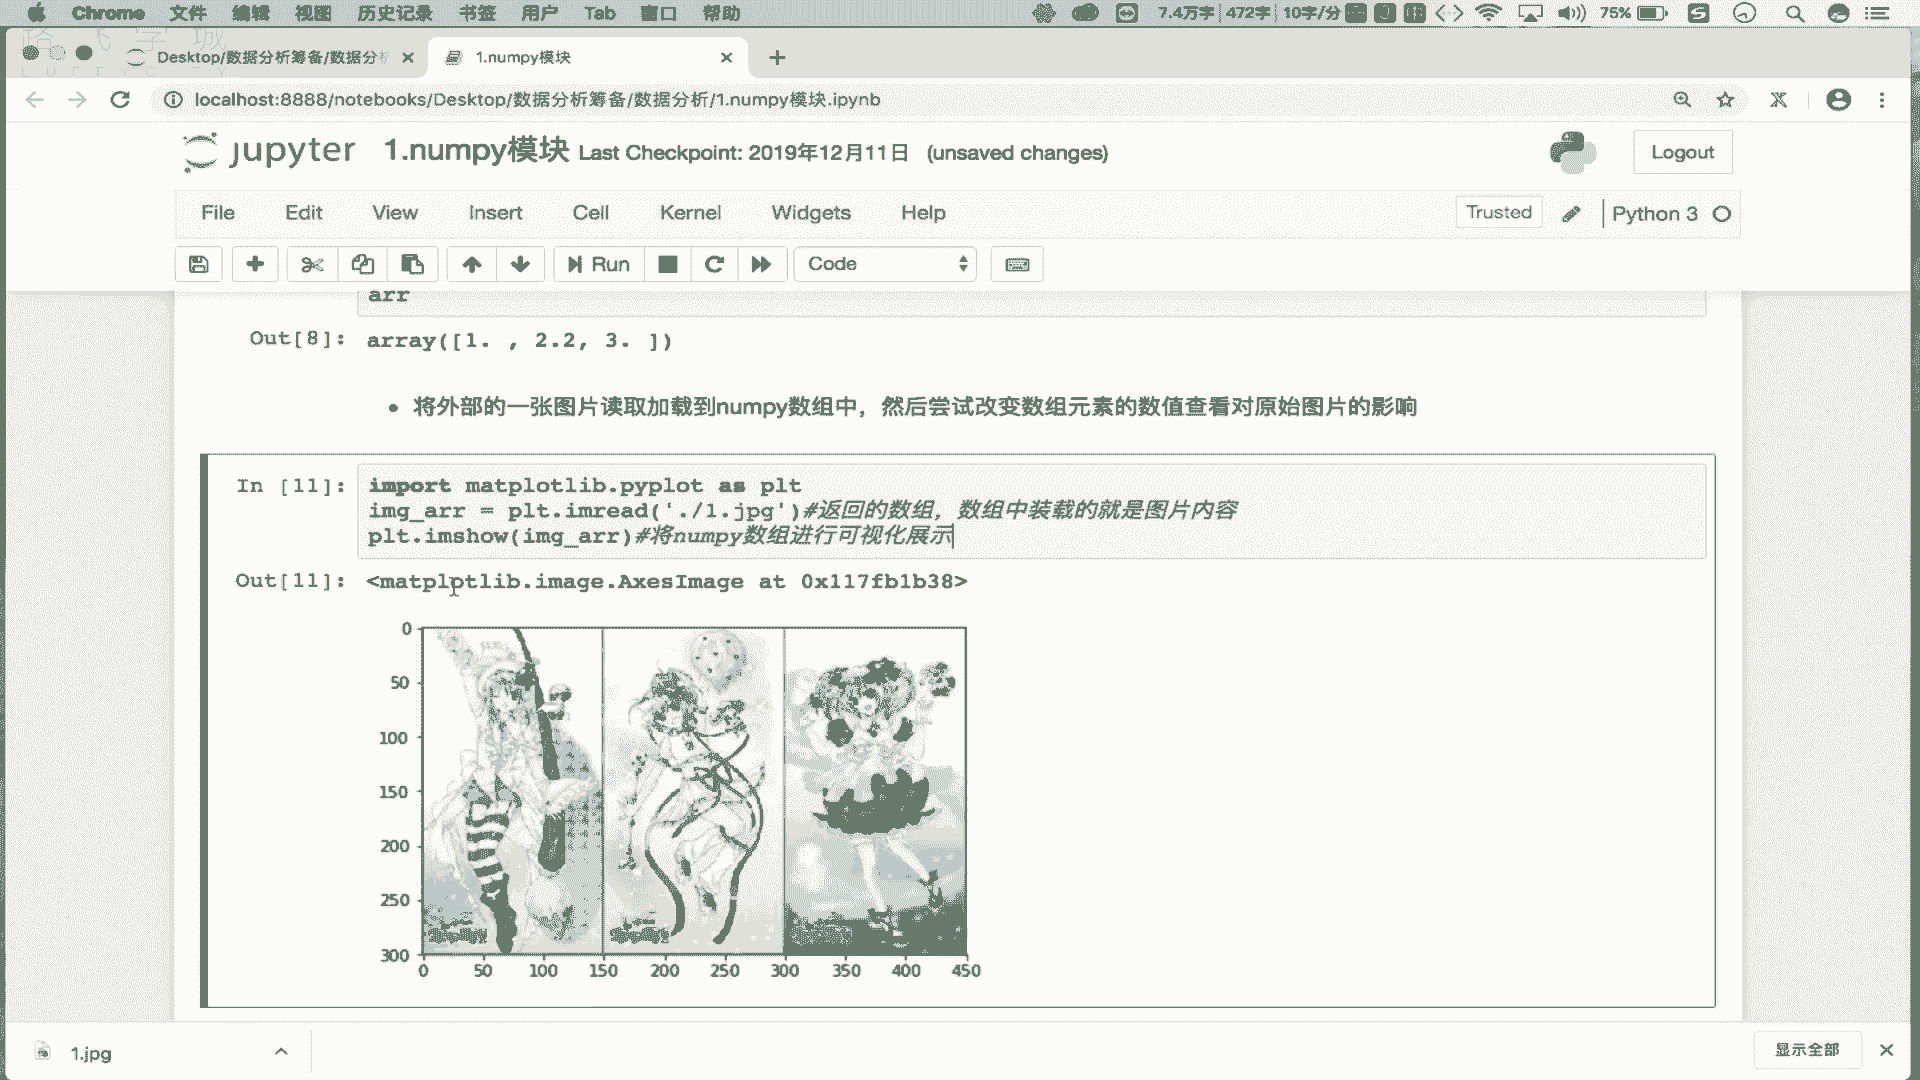 Chrome 文件 编辑 视图 历史记录 书签 用户 Tab 窗口 帮助 7.4万字 472字 10字/分 75%
路飞学城
Desktop/数据分析筹备/数据分析
1.numpy模块
localhost:8888/notebooks/Desktop/数据分析筹备/数据分析/1.numpy模块.ipynb
jupyter 1.numpy模块 Last Checkpoint: 2019年12月11日 (unsaved changes)
Logout
File Edit View Insert Cell Kernel Widgets Help Trusted Python 3
Run Code
arr
Out[8]: array([1. , 2.2, 3. ])
将外部的一张图片读取加载到numpy数组中，然后尝试改变数组元素的数值查看对原始图片的影响
In [11]: import matplotlib.pyplot as plt
img_arr = plt.imread('./1.jpg')#返回的数组，数组中装载的就是图片内容
plt.imshow(img_arr)#将numpy数组进行可视化展示
Out[11]: <matplotlib.image.AxesImage at 0x117fb1b38>
0
50
100
150
200
250
300
0 50 100 150 200 250 300 350 400 450
1.jpg 显示全部